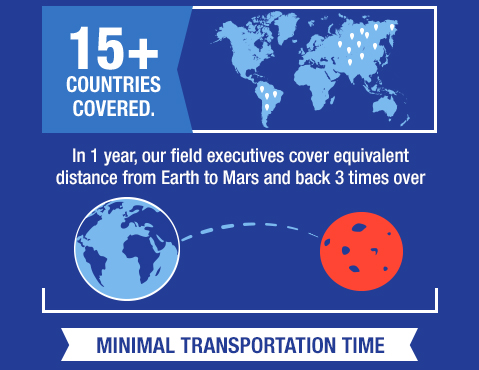 15+
COUNTRIES
COVERED.
In 1 year, our field executives cover equivalent
distance from Earth to Mars and back 3 times over
MINIMAL TRANSPORTATION TIME